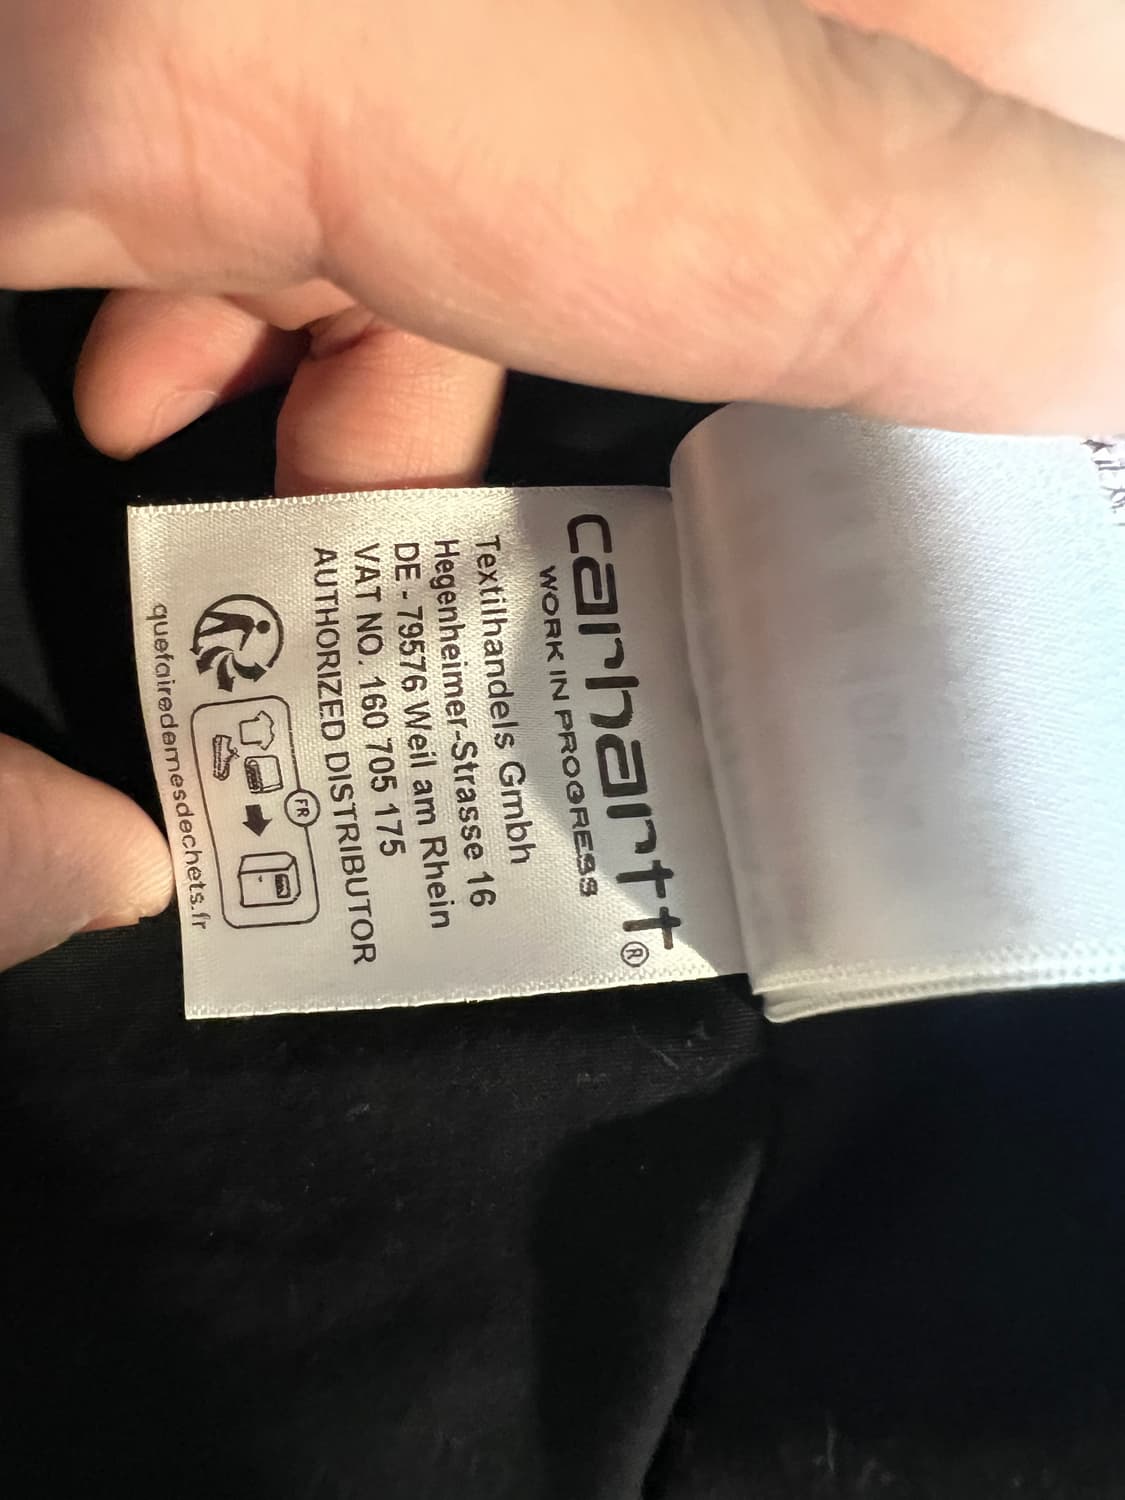 carhartt®
WORK IN PROGRESS
Textilhandels Gmbh
Hegenheimer-Strasse 16
DE - 79576 Weil am Rhein
VAT NO. 160 705 175
AUTHORIZED DISTRIBUTOR
FR
quefairedemesdechets.fr